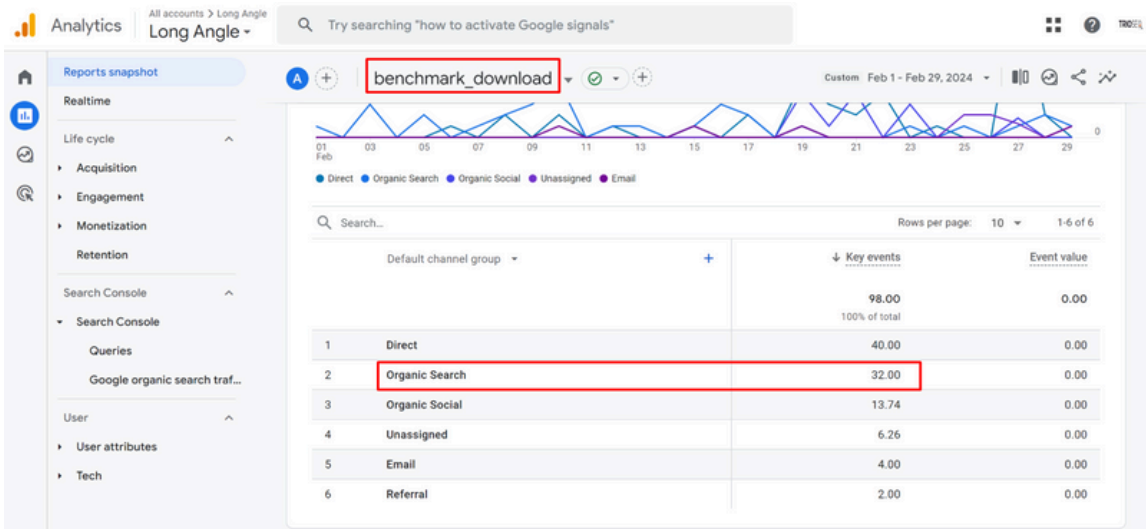 Analytics
All accounts > Long Angle
Long Angle
Try searching "how to activate Google signals"
Reports snapshot
Realtime
Life cycle
Acquisition
Engagement
Monetization
Retention
Search Console
Search Console
Queries
Google organic search traf...
User
User attributes
Tech
A
benchmark_download
Custom Feb 1 - Feb 29, 2024
0
01 03 05 07 09 11 13 15 17 19 21 23 25 27 29
Feb
Direct Organic Search Organic Social Unassigned Email
Search...
Rows per page: 10 1-6 of 6
Default channel group + ↓ Key events Event value
98.00 0.00
100% of total
1 Direct 40.00 0.00
2 Organic Search 32.00 0.00
3 Organic Social 13.74 0.00
4 Unassigned 6.26 0.00
5 Email 4.00 0.00
6 Referral 2.00 0.00